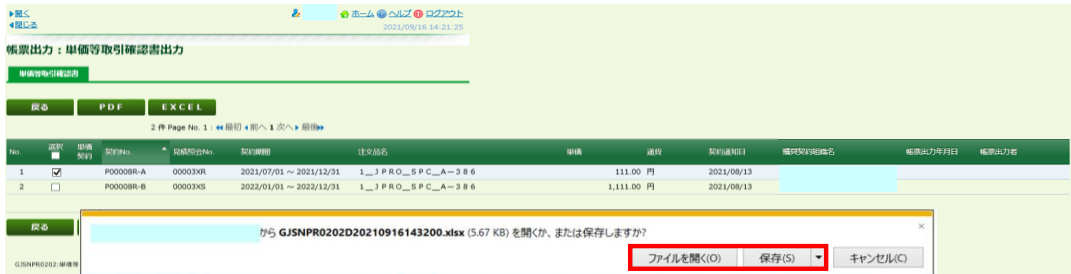 ▶開く ホーム ヘルプ ログアウト
◀閉じる 2021/09/16 14:21:25
帳票出力：単価等取引確認書出力
単価等取引確認書
戻る PDF EXCEL
2 件 Page No. 1 : ◀◀ 最初 ◀ 前へ 1 次へ ▶ 最後 ▶▶
No. 選択 単価契約 契約No. 見積照会No. 契約期間 注文品名 単価 通貨 契約通知日 購買契約組織名 帳票出力年月日 帳票出力者
1 P00008R-A 00003XR 2021/07/01 ～ 2021/12/31 1__JPRO_SPC_A－386 111.00 円 2021/08/13
2 P00008R-B 00003XS 2022/01/01 ～ 2022/12/31 1__JPRO_SPC_A－386 1,111.00 円 2021/08/13
戻る
から GJSNPR0202D20210916143200.xlsx (5.67 KB) を開くか、または保存しますか?
×
ファイルを開く(O) 保存(S) ▼ キャンセル(C)
GJSNPR0202:単価等